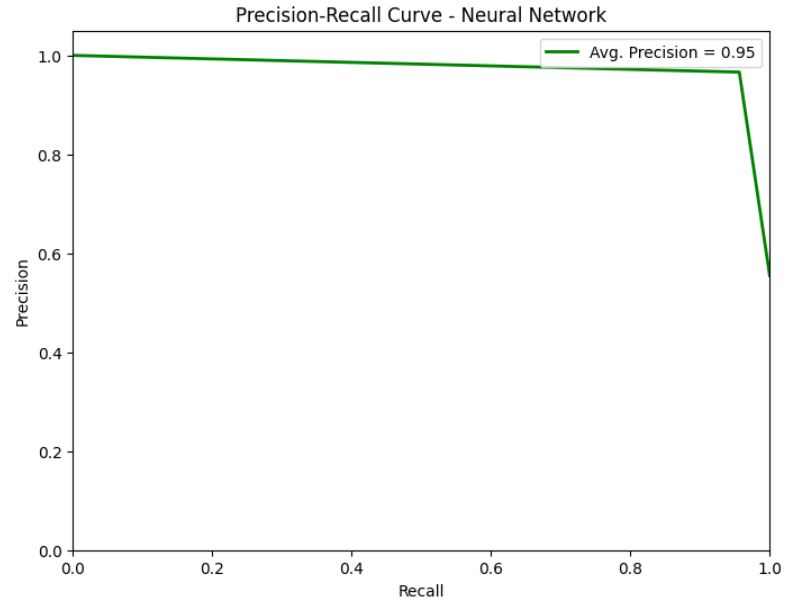 Precision-Recall Curve - Neural Network
Avg. Precision = 0.95
1.0
0.8
0.6
0.4
0.2
0.0
Precision
0.0 0.2 0.4 0.6 0.8 1.0
Recall